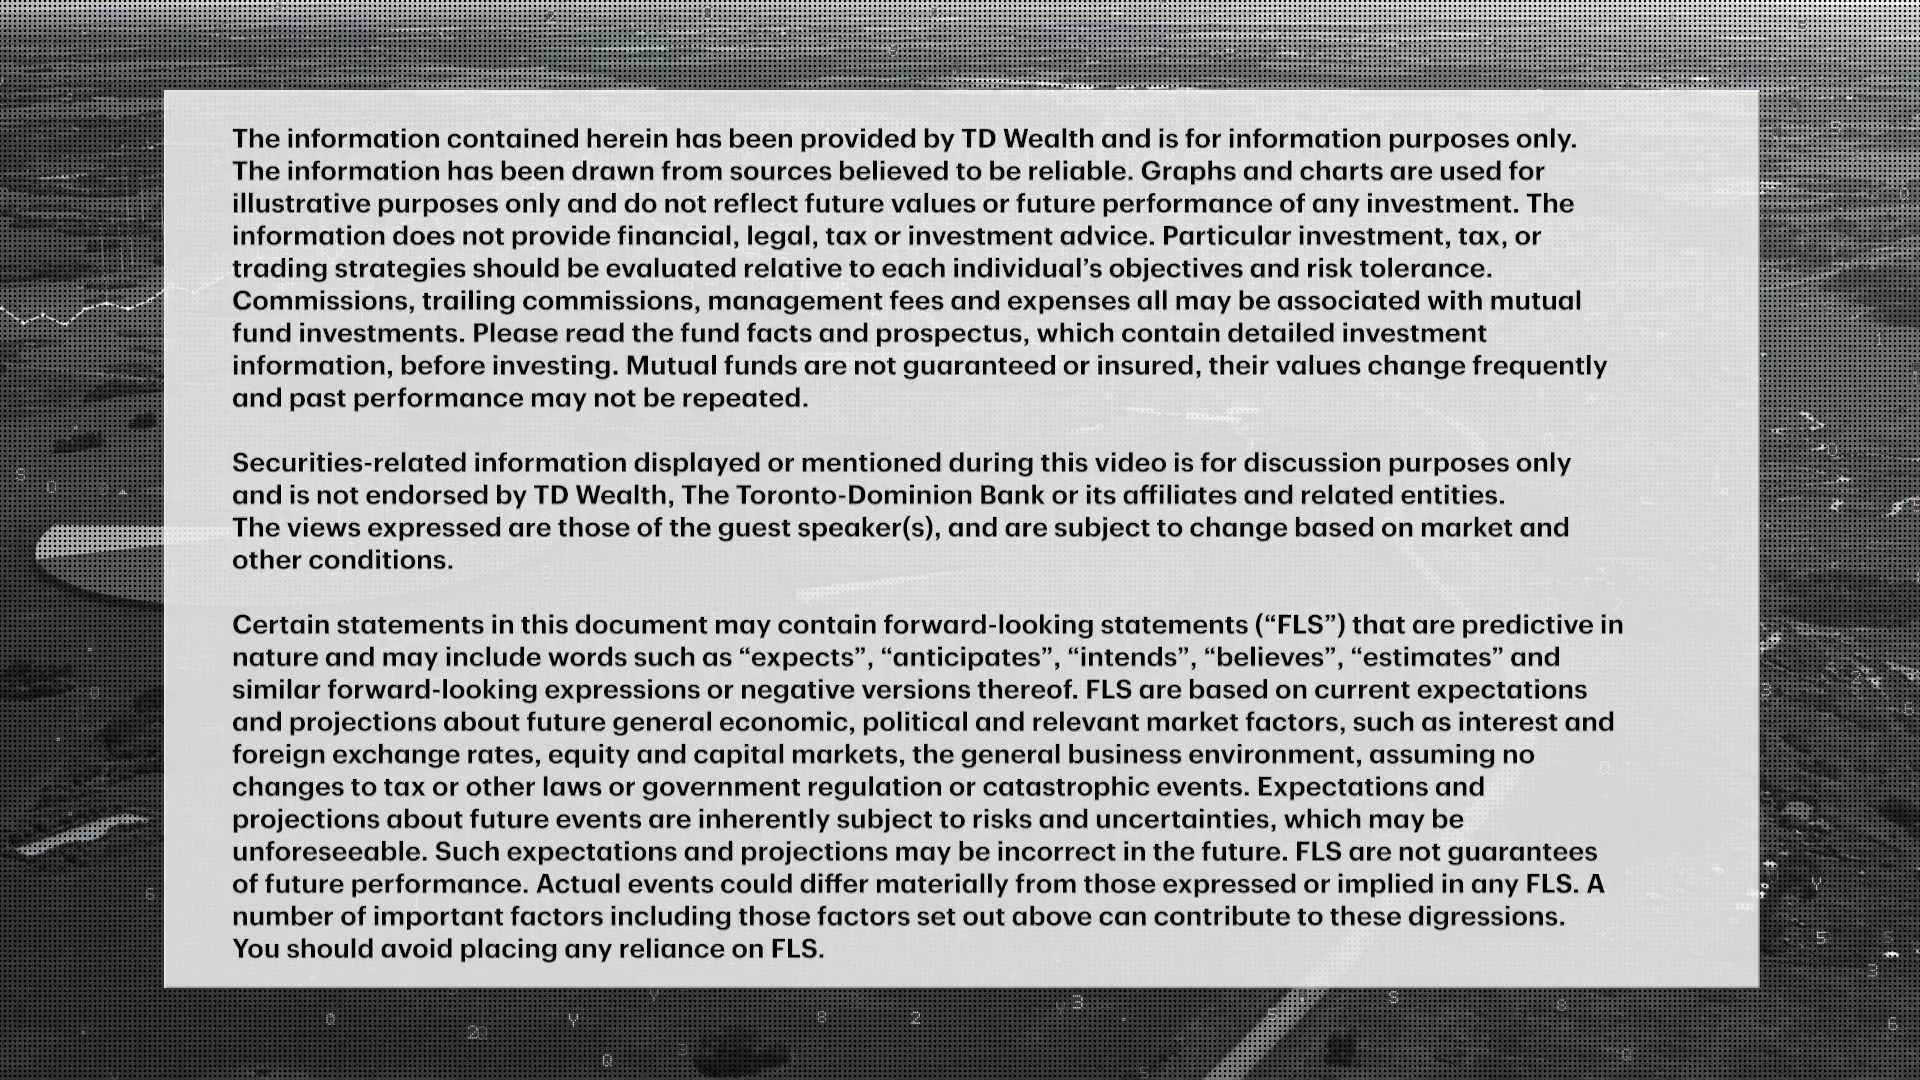 The information contained herein has been provided by TD Wealth and is for information purposes only.
The information has been drawn from sources believed to be reliable. Graphs and charts are used for
illustrative purposes only and do not reflect future values or future performance of any investment. The
information does not provide financial, legal, tax or investment advice. Particular investment, tax, or
trading strategies should be evaluated relative to each individual’s objectives and risk tolerance.
Commissions, trailing commissions, management fees and expenses all may be associated with mutual
fund investments. Please read the fund facts and prospectus, which contain detailed investment
information, before investing. Mutual funds are not guaranteed or insured, their values change frequently
and past performance may not be repeated.
Securities-related information displayed or mentioned during this video is for discussion purposes only
and is not endorsed by TD Wealth, The Toronto-Dominion Bank or its affiliates and related entities.
The views expressed are those of the guest speaker(s), and are subject to change based on market and
other conditions.
Certain statements in this document may contain forward-looking statements (“FLS”) that are predictive in
nature and may include words such as “expects”, “anticipates”, “intends”, “believes”, “estimates” and
similar forward-looking expressions or negative versions thereof. FLS are based on current expectations
and projections about future general economic, political and relevant market factors, such as interest and
foreign exchange rates, equity and capital markets, the general business environment, assuming no
changes to tax or other laws or government regulation or catastrophic events. Expectations and
projections about future events are inherently subject to risks and uncertainties, which may be
unforeseeable. Such expectations and projections may be incorrect in the future. FLS are not guarantees
of future performance. Actual events could differ materially from those expressed or implied in any FLS. A
number of important factors including those factors set out above can contribute to these digressions.
You should avoid placing any reliance on FLS.